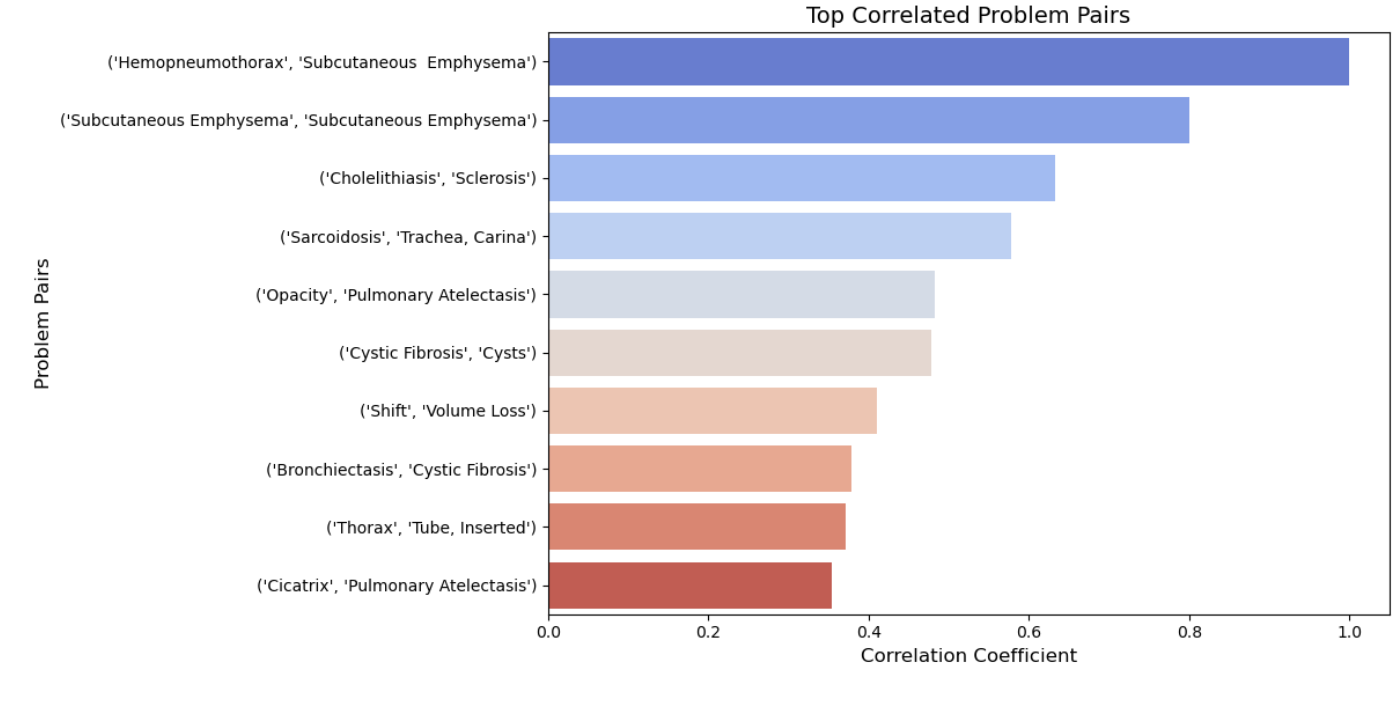 Top Correlated Problem Pairs
('Hemopneumothorax', 'Subcutaneous  Emphysema')
('Subcutaneous Emphysema', 'Subcutaneous Emphysema')
('Cholelithiasis', 'Sclerosis')
('Sarcoidosis', 'Trachea, Carina')
('Opacity', 'Pulmonary Atelectasis')
('Cystic Fibrosis', 'Cysts')
('Shift', 'Volume Loss')
('Bronchiectasis', 'Cystic Fibrosis')
('Thorax', 'Tube, Inserted')
('Cicatrix', 'Pulmonary Atelectasis')
Problem Pairs
0.0 0.2 0.4 0.6 0.8 1.0
Correlation Coefficient